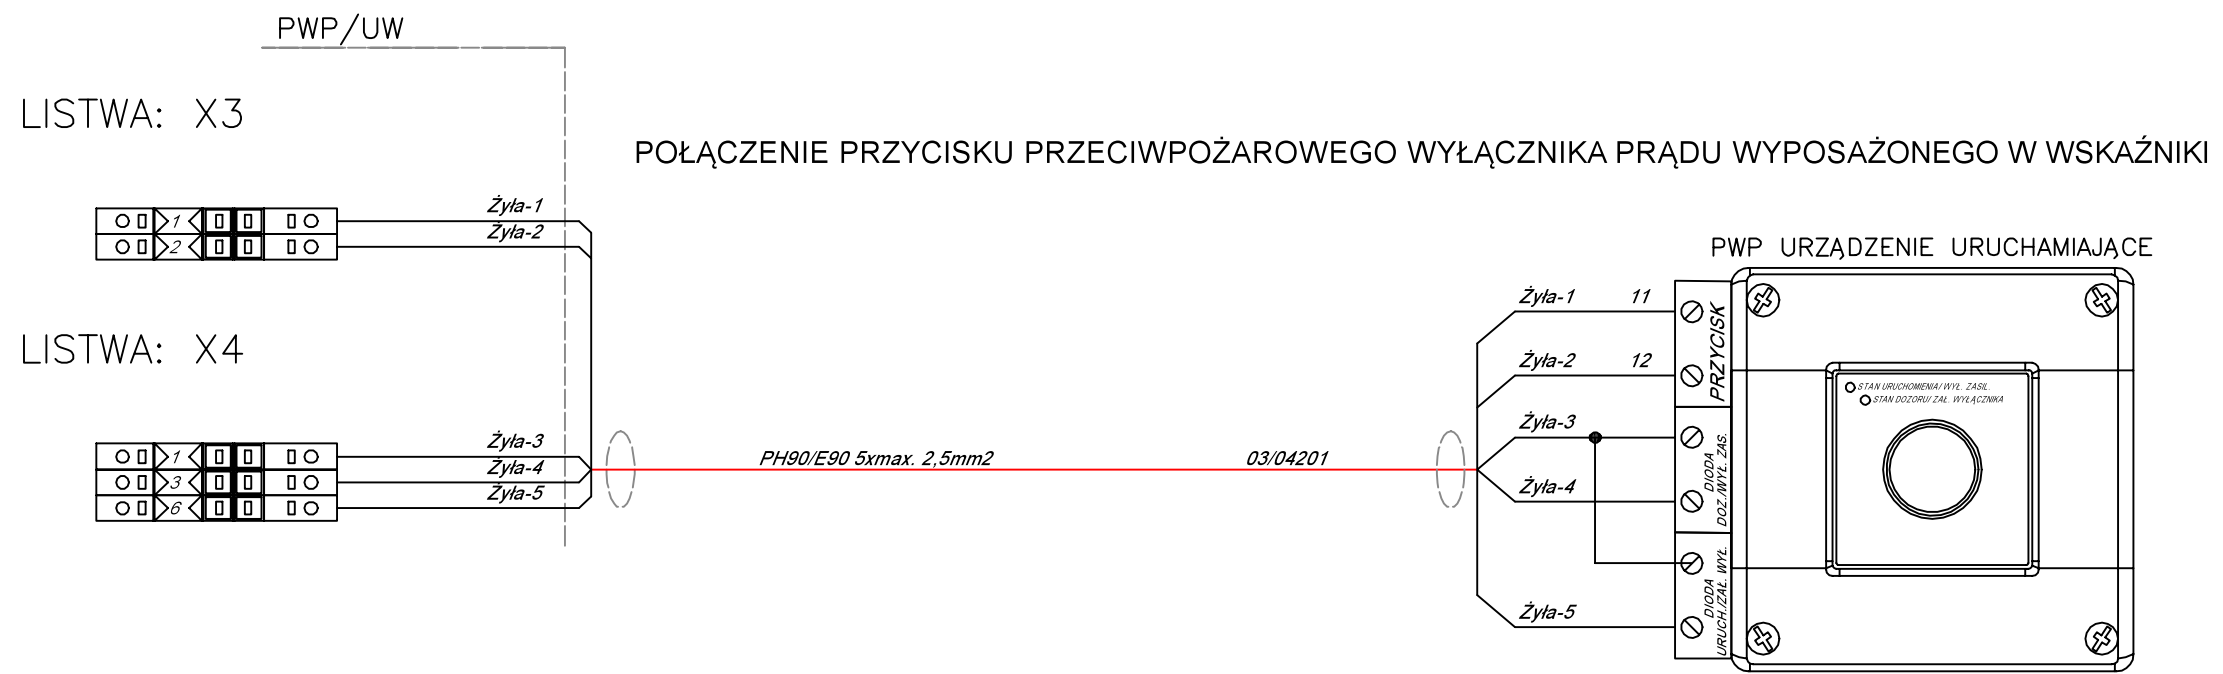 PWP/UW
LISTWA: X3
POŁĄCZENIE PRZYCISKU PRZECIWPOŻAROWEGO WYŁĄCZNIKA PRĄDU WYPOSAŻONEGO W WSKAŹNIKI
Żyła-1
1
Żyła-2
2
PWP URZĄDZENIE URUCHAMIAJĄCE
LISTWA: X4
Żyła-3
1
Żyła-4
3
Żyła-5
6
PH90/E90 5xmax. 2,5mm2
03/04201
Żyła-1 11
Żyła-2 12
PRZYCISK
Żyła-3
Żyła-4
DIODA
DOZ./WYŁ. ZAS.
Żyła-5
DIODA
URUCH./ZAŁ. WYŁ.
STAN URUCHOMIENIA/ WYŁ. ZASIL.
STAN DOZORU/ ZAŁ. WYŁĄCZNIKA